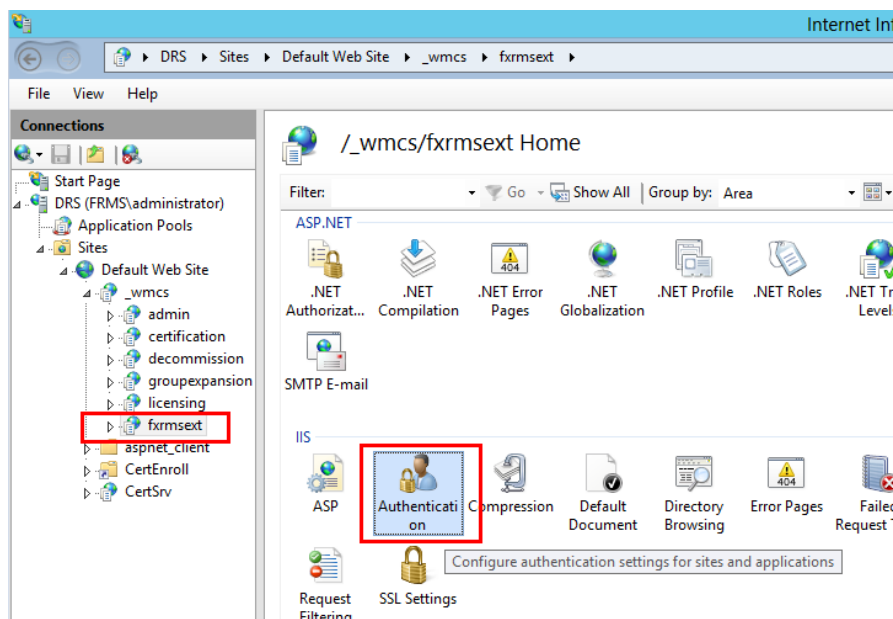 Internet Inf
DRS Sites Default Web Site _wmcs fxrmsext
File View Help
Connections
Start Page
DRS (FRMS\administrator)
Application Pools
Sites
Default Web Site
_wmcs
admin
certification
decommission
groupexpansion
licensing
fxrmsext
aspnet_client
CertEnroll
CertSrv
/_wmcs/fxrmsext Home
Filter: Go Show All Group by: Area
ASP.NET
.NET Authorizat...
.NET Compilation
404
.NET Error Pages
.NET Globalization
.NET Profile
.NET Roles
.NET Tr
Level
SMTP E-mail
IIS
ASP
Authenticati
on
Compression
Default
Document
Directory
Browsing
404
Error Pages
Failed
Request T
Configure authentication settings for sites and applications
Request
Filtering
SSL Settings